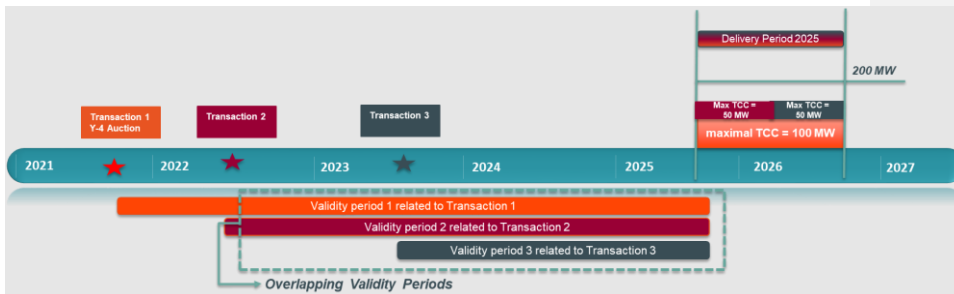 Delivery Period 2025
200 MW
Transaction 1
Y-4 Auction
Transaction 2
Transaction 3
Max TCC =
50 MW
Max TCC =
50 MW
maximal TCC = 100 MW
2021
2022
2023
2024
2025
2026
2027
Validity period 1 related to Transaction 1
Validity period 2 related to Transaction 2
Validity period 3 related to Transaction 3
Overlapping Validity Periods